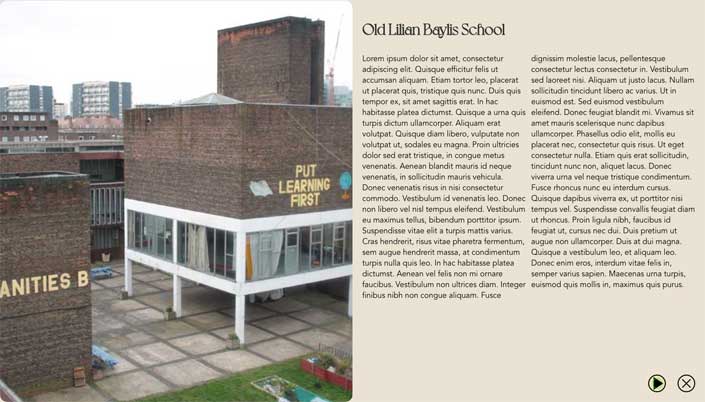 PUT
LEARNING
FIRST
ANITIES B
Old Lilian Baylis School
Lorem ipsum dolor sit amet, consectetur
adipiscing elit. Quisque efficitur felis ut
accumsan aliquam. Etiam tortor leo, placerat
ut placerat quis, tristique quis nunc. Duis quis
tempor ex, sit amet sagittis erat. In hac
habitasse platea dictumst. Quisque a urna quis
turpis dictum ullamcorper. Aliquam erat
volutpat. Quisque diam libero, vulputate non
volutpat ut, sodales eu magna. Proin ultricies
dolor sed erat tristique, in congue metus
venenatis. Aenean blandit mauris id neque
venenatis, in sollicitudin mauris vehicula.
Donec venenatis risus in nisi consectetur
commodo. Vestibulum id venenatis leo. Donec
non libero vel nisl tempus eleifend. Vestibulum
eu maximus tellus, bibendum porttitor ipsum.
Suspendisse vitae elit a turpis mattis varius.
Cras hendrerit, risus vitae pharetra fermentum,
sem augue hendrerit massa, at condimentum
turpis nulla quis leo. In hac habitasse platea
dictumst. Aenean vel felis non mi ornare
faucibus. Vestibulum non ultrices diam. Integer
finibus nibh non congue aliquam. Fusce
dignissim molestie lacus, pellentesque
consectetur lectus consectetur in. Vestibulum
sed laoreet nisi. Aliquam ut justo lacus. Nullam
sollicitudin tincidunt libero ac varius. Ut in
euismod est. Sed euismod vestibulum
eleifend. Donec feugiat blandit mi. Vivamus sit
amet mauris scelerisque nunc dapibus
ullamcorper. Phasellus odio elit, mollis eu
placerat nec, consectetur quis risus. Ut eget
consectetur nulla. Etiam quis erat sollicitudin,
tincidunt nunc non, aliquet lacus. Donec
viverra urna vel neque tristique condimentum.
Fusce rhoncus nunc eu interdum cursus.
Quisque dapibus viverra ex, ut porttitor nisi
tempus vel. Suspendisse convallis feugiat diam
ut rhoncus. Proin ligula nibh, faucibus id
feugiat ut, cursus nec dui. Duis pretium ut
augue non ullamcorper. Duis at dui magna.
Quisque a vestibulum leo, et aliquam leo.
Donec enim eros, interdum vitae felis in,
semper varius sapien. Maecenas urna turpis,
euismod quis mollis in, maximus quis purus.